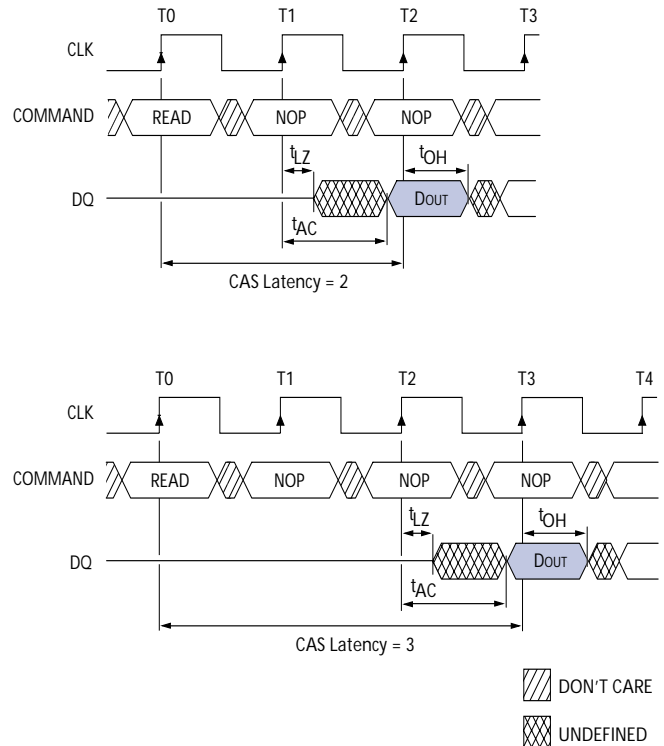 T0 T1 T2 T3
CLK
COMMAND READ NOP NOP
tLZ tOH
DQ DOUT
tAC
CAS Latency = 2
T0 T1 T2 T3 T4
CLK
COMMAND READ NOP NOP NOP
tLZ tOH
DQ DOUT
tAC
CAS Latency = 3
DON'T CARE
UNDEFINED